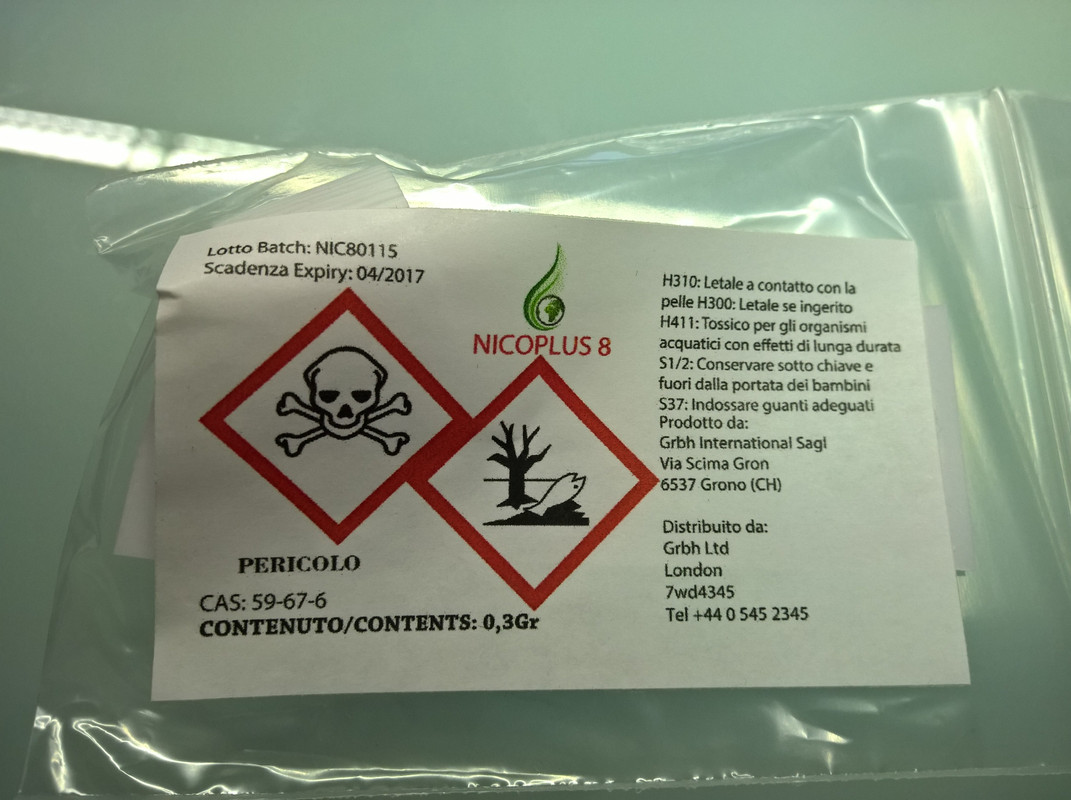 Lotto Batch: NIC80115
Scadenza Expiry: 04/2017
NICOPLUS 8
PERICOLO
CAS: 59-67-6
CONTENUTO/CONTENTS: 0,3Gr
H310: Letale a contatto con la
pelle H300: Letale se ingerito
H411: Tossico per gli organismi
acquatici con effetti di lunga durata
S1/2: Conservare sotto chiave e
fuori dalla portata dei bambini
S37: Indossare guanti adeguati
Prodotto da:
Grbh International Sagl
Via Scima Gron
6537 Grono (CH)
Distribuito da:
Grbh Ltd
London
7wd4345
Tel +44 0 545 2345